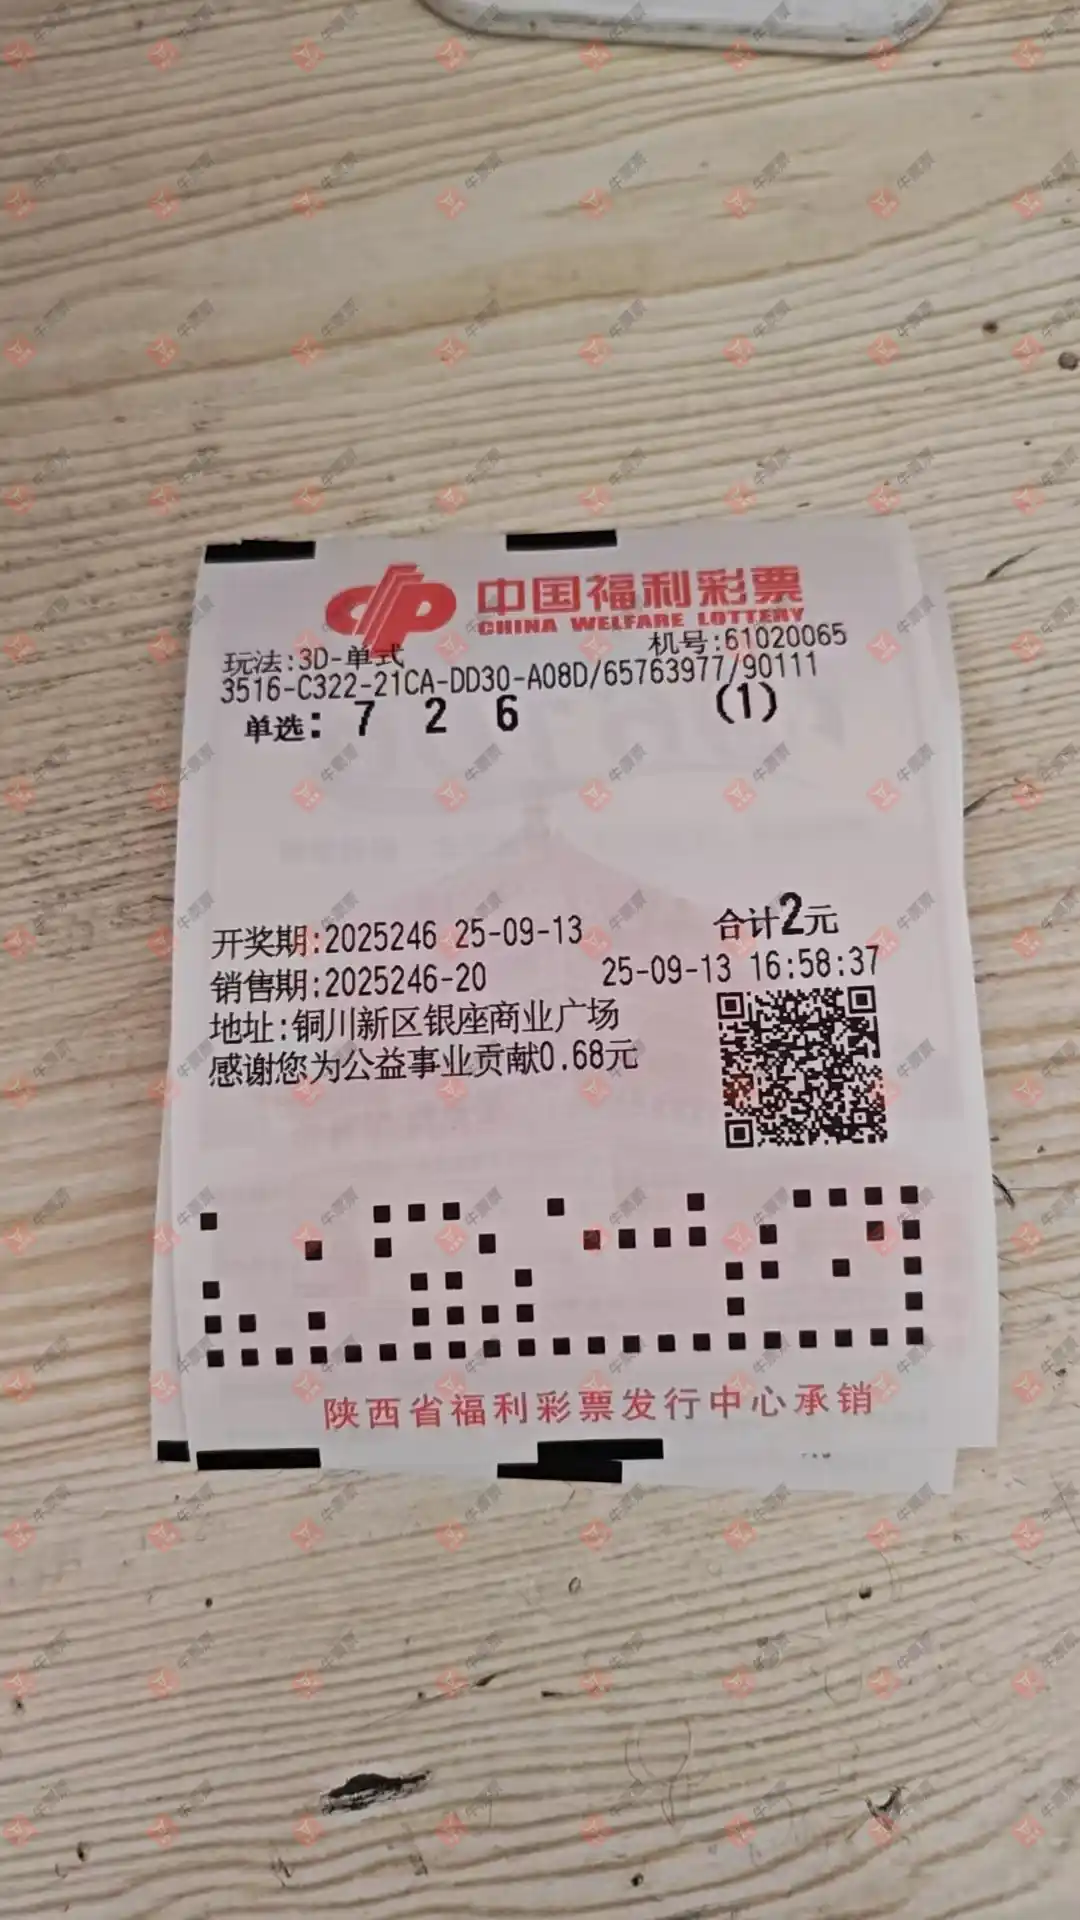 中国福利彩票
CHINA WELFARE LOTTERY
玩法:3D-单式 机号:61020065
3516-C322-21CA-DD30-A08D/65763977/90111
单选: 7 2 6 (1)
开奖期:2025246 25-09-13 合计2元
销售期:2025246-20 25-09-13 16:58:37
地址:铜川新区银座商业广场
感谢您为公益事业贡献0.68元
陕西省福利彩票发行中心承销
牛票票